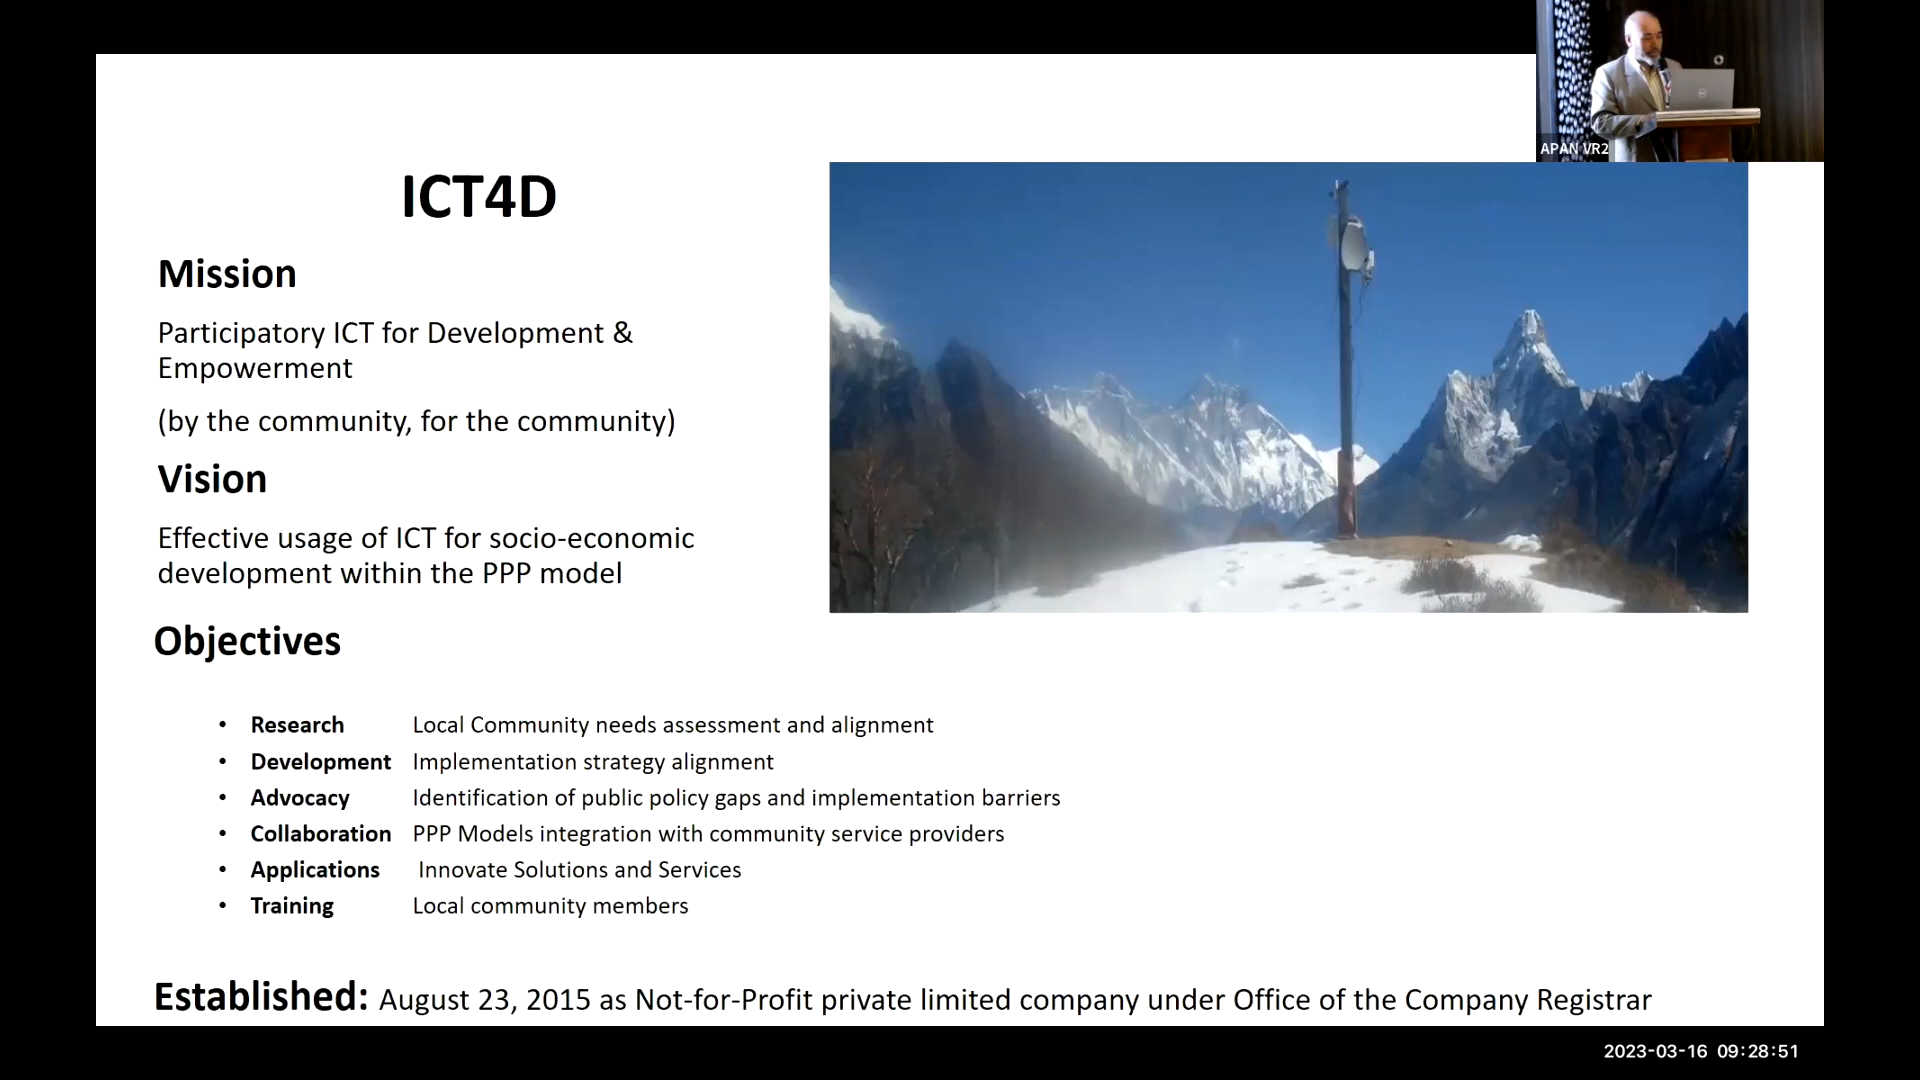 APAN VR2
ICT4D
Mission
Participatory ICT for Development &
Empowerment
(by the community, for the community)
Vision
Effective usage of ICT for socio-economic
development within the PPP model
Objectives
• Research Local Community needs assessment and alignment
• Development Implementation strategy alignment
• Advocacy Identification of public policy gaps and implementation barriers
• Collaboration PPP Models integration with community service providers
• Applications Innovate Solutions and Services
• Training Local community members
Established: August 23, 2015 as Not-for-Profit private limited company under Office of the Company Registrar
2023-03-16 09:28:51